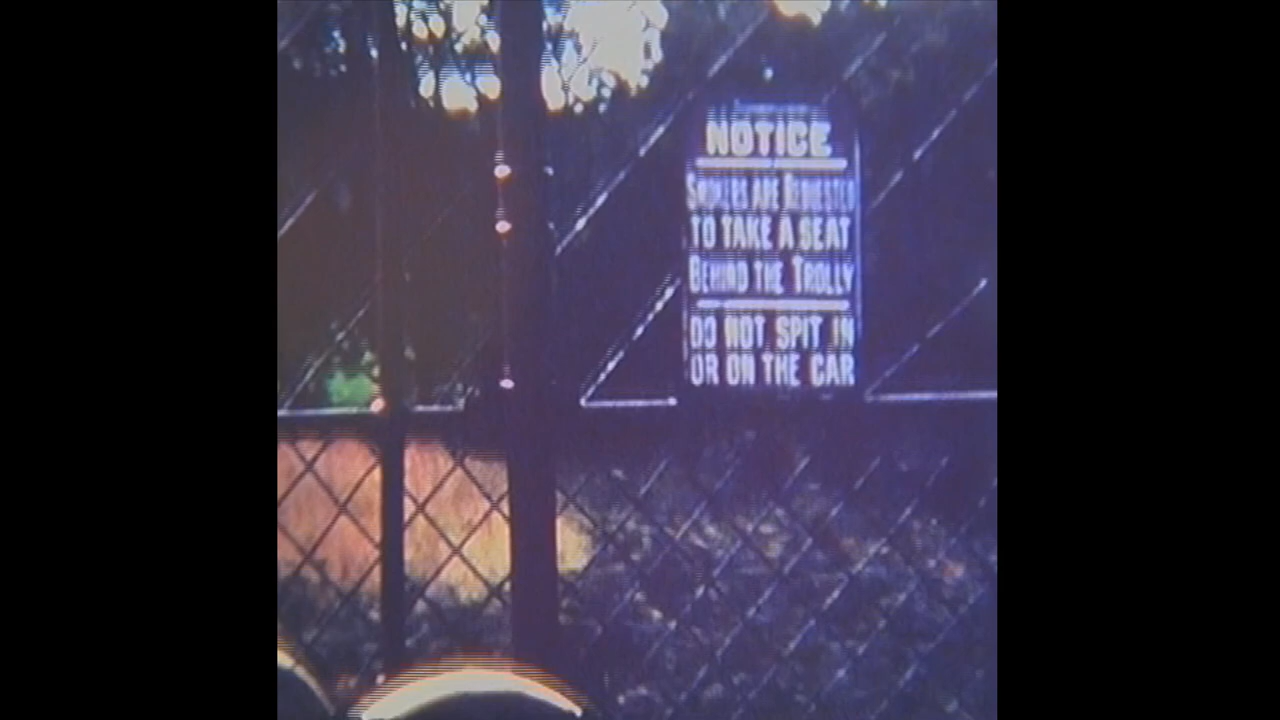 NOTICE
SMOKERS ARE REQUESTED
TO TAKE A SEAT
BEHIND THE TROLLY
DO NOT SPIT IN
OR ON THE CAR